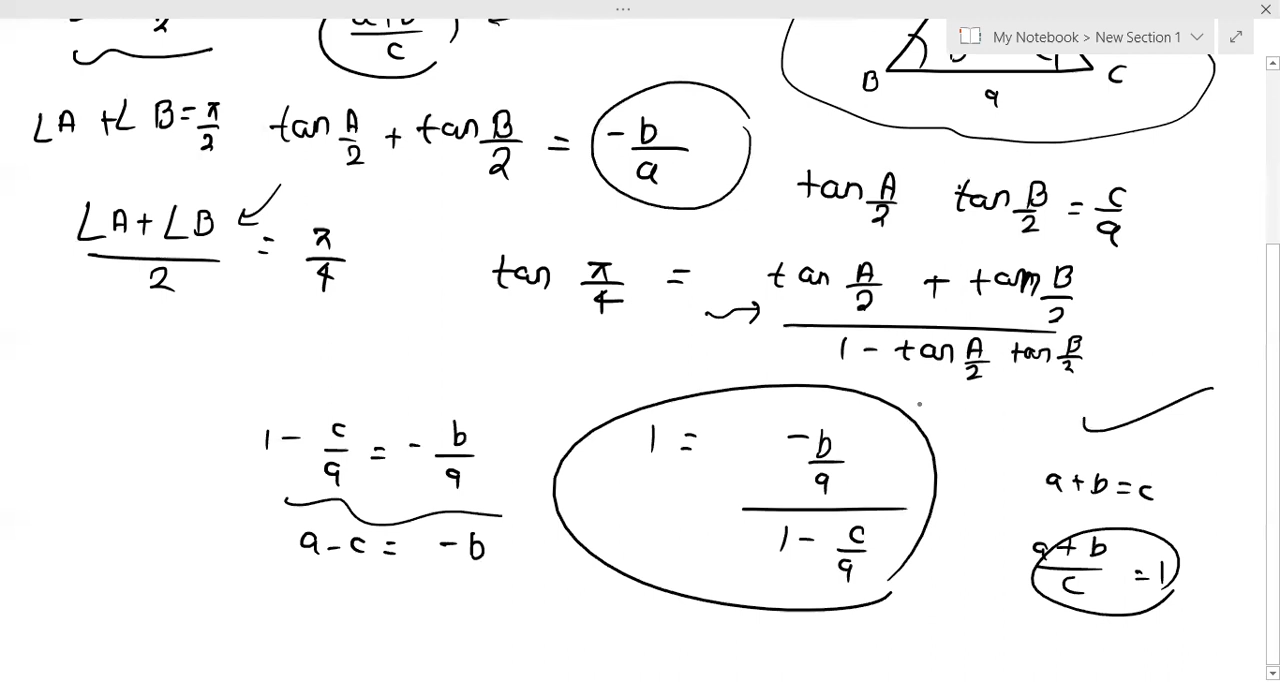 2
a+b/c
My Notebook > New Section 1
B
C
a
∠A + ∠B = π/2
tan A/2 + tan B/2 = -b/a
tan A/2 tan B/2 = c/a
∠A + ∠B / 2 = π/4
tan π/4 = tan A/2 + tan B/2 / 1 - tan A/2 tan B/2
1 - c/a = - b/a
1 = -b/a / 1 - c/a
a + b = c
a - c = - b
a + b / c = 1